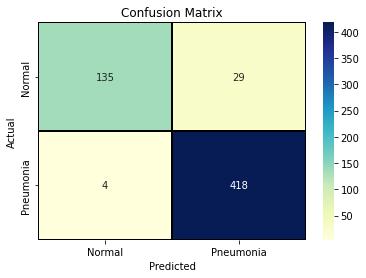 Confusion Matrix
Normal
135
29
Actual
Pneumonia
4
418
Normal
Pneumonia
Predicted
400
350
300
250
200
150
100
50